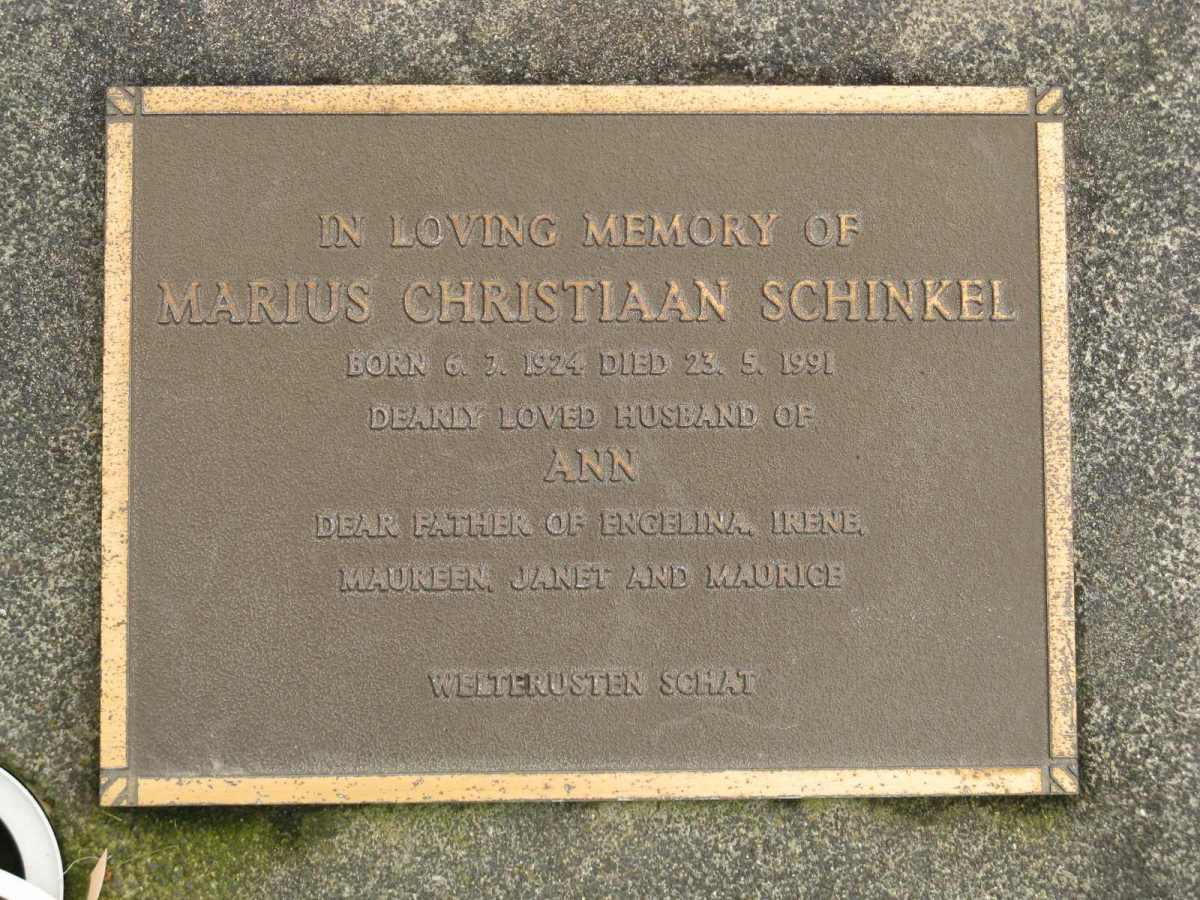 IN LOVING MEMORY OF
MARIUS CHRISTIAAN SCHINKEL
BORN 6. 7. 1924 DIED 23. 5. 1991
DEARLY LOVED HUSBAND OF
ANN
DEAR FATHER OF ENGELINA, IRENE,
MAUREEN, JANET AND MAURICE
WELTERUSTEN SCHAT